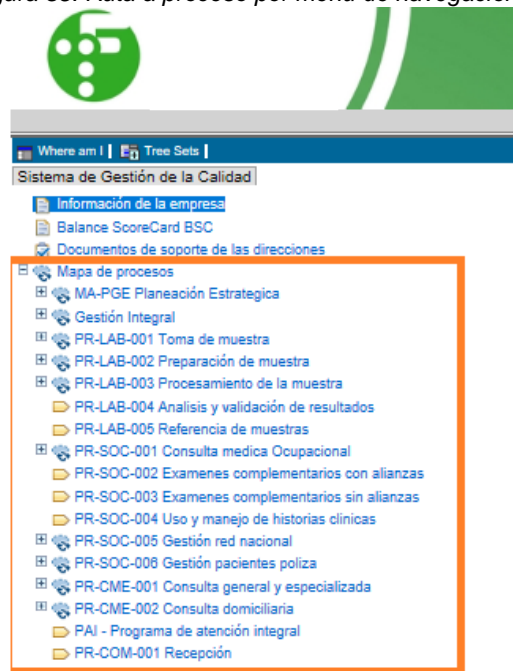 Ruta a proceso por menú de navegación
Where am I | Tree Sets |
Sistema de Gestión de la Calidad
Información de la empresa
Balance ScoreCard BSC
Documentos de soporte de las direcciones
Mapa de procesos
MA-PGE Planeación Estrategica
Gestión Integral
PR-LAB-001 Toma de muestra
PR-LAB-002 Preparación de muestra
PR-LAB-003 Procesamiento de la muestra
PR-LAB-004 Analisis y validación de resultados
PR-LAB-005 Referencia de muestras
PR-SOC-001 Consulta medica Ocupacional
PR-SOC-002 Examenes complementarios con alianzas
PR-SOC-003 Examenes complementarios sin alianzas
PR-SOC-004 Uso y manejo de historias clinicas
PR-SOC-005 Gestión red nacional
PR-SOC-006 Gestión pacientes poliza
PR-CME-001 Consulta general y especializada
PR-CME-002 Consulta domiciliaria
PAI - Programa de atención integral
PR-COM-001 Recepción